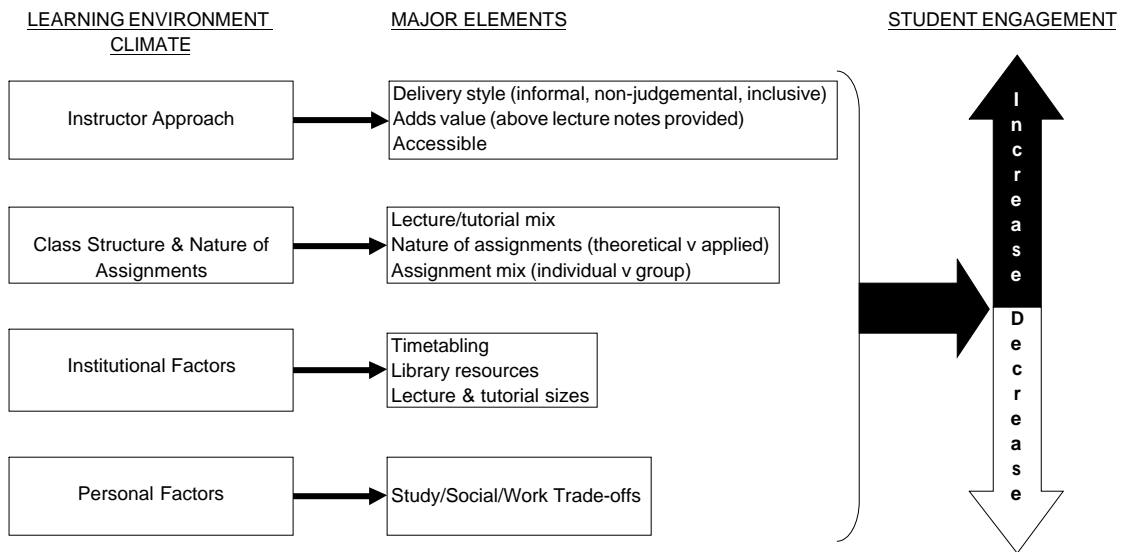 LEARNING ENVIRONMENT
CLIMATE
MAJOR ELEMENTS
STUDENT ENGAGEMENT
Instructor Approach
Delivery style (informal, non-judgemental, inclusive)
Adds value (above lecture notes provided)
Accessible
Class Structure & Nature of
Assignments
Lecture/tutorial mix
Nature of assignments (theoretical v applied)
Assignment mix (individual v group)
Institutional Factors
Timetabling
Library resources
Lecture & tutorial sizes
Personal Factors
Study/Social/Work Trade-offs
Increase
Decrease